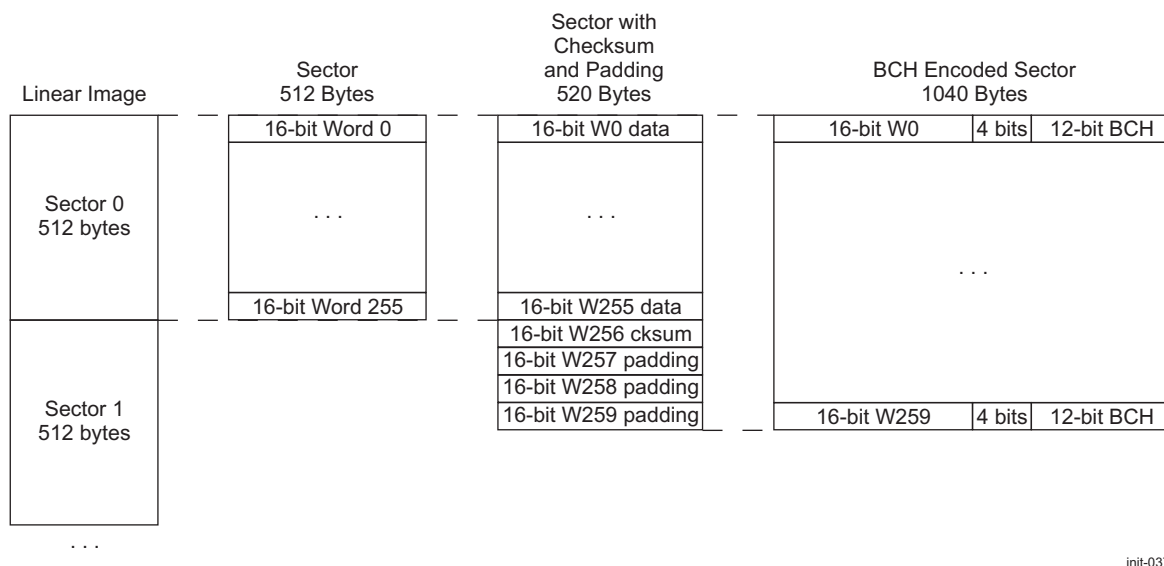 Linear Image
Sector 0
512 bytes
Sector 1
512 bytes
. . .
Sector
512 Bytes
16-bit Word 0
. . .
16-bit Word 255
Sector with
Checksum
and Padding
520 Bytes
16-bit W0 data
. . .
16-bit W255 data
16-bit W256 cksum
16-bit W257 padding
16-bit W258 padding
16-bit W259 padding
BCH Encoded Sector
1040 Bytes
16-bit W0 4 bits 12-bit BCH
. . .
16-bit W259 4 bits 12-bit BCH